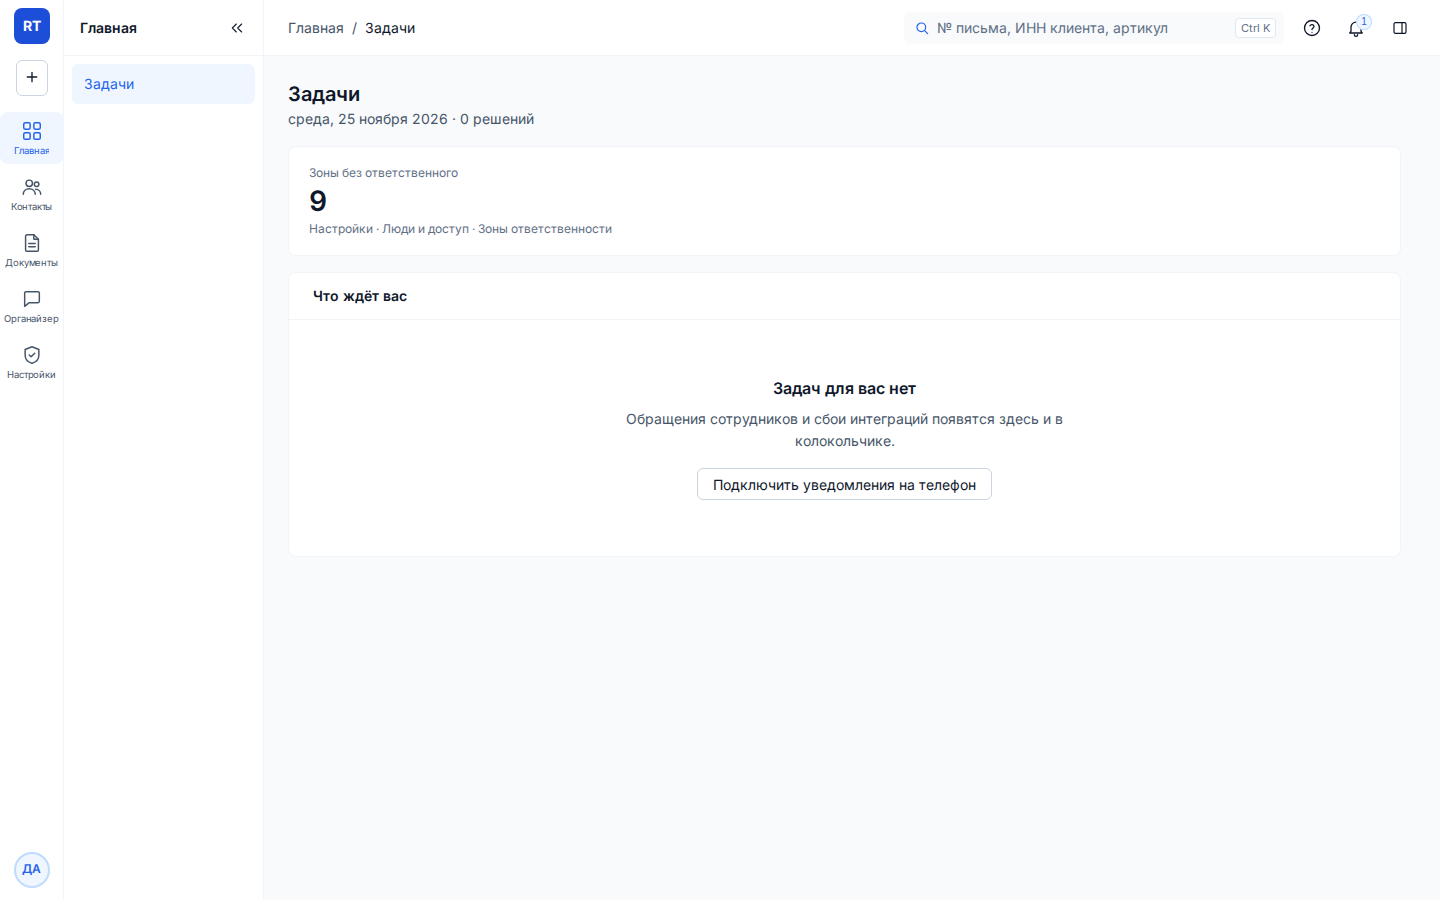 RT
Главная
Главная / Задачи
№ письма, ИНН клиента, артикул
Ctrl K
1
+
Задачи
Главная
Контакты
Документы
Органайзер
Настройки
ДА
Задачи
среда, 25 ноября 2026 · 0 решений
Зоны без ответственного
9
Настройки · Люди и доступ · Зоны ответственности
Что ждёт вас
Задач для вас нет
Обращения сотрудников и сбои интеграций появятся здесь и в
колокольчике.
Подключить уведомления на телефон